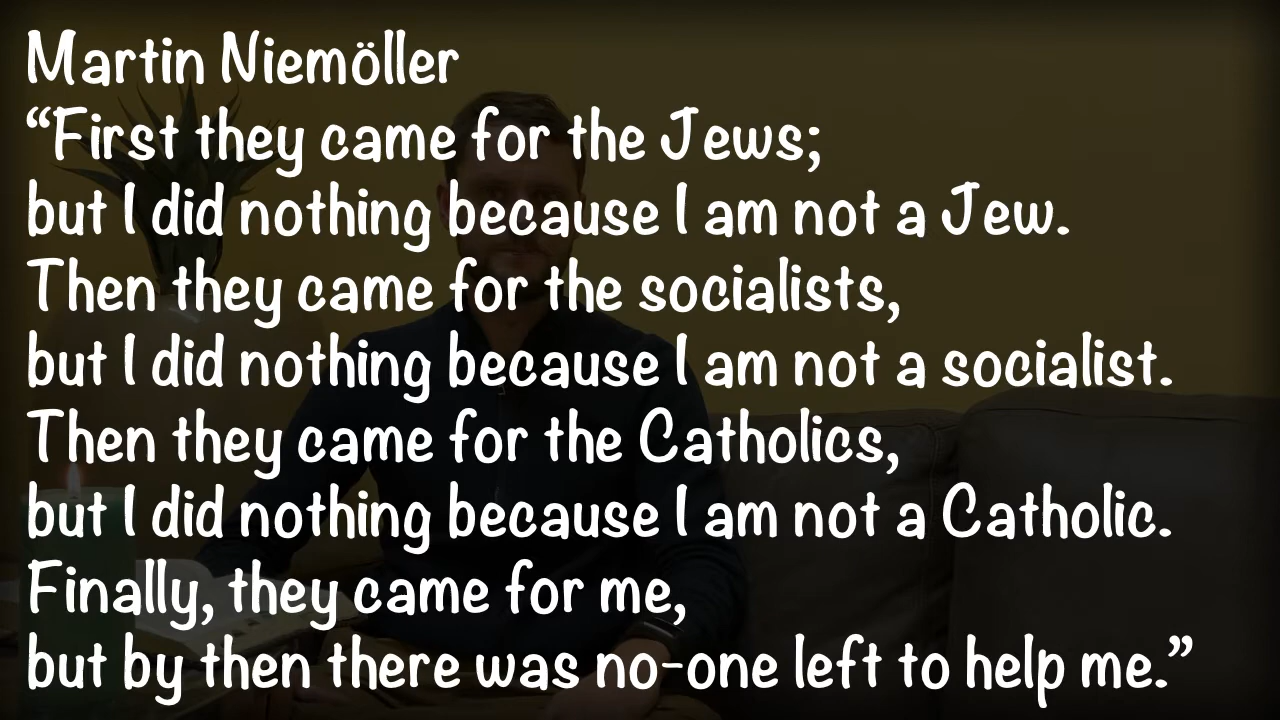 Martin Niemöller
“First they came for the Jews;
but I did nothing because I am not a Jew.
Then they came for the socialists,
but I did nothing because I am not a socialist.
Then they came for the Catholics,
but I did nothing because I am not a Catholic.
Finally, they came for me,
but by then there was no-one left to help me.”